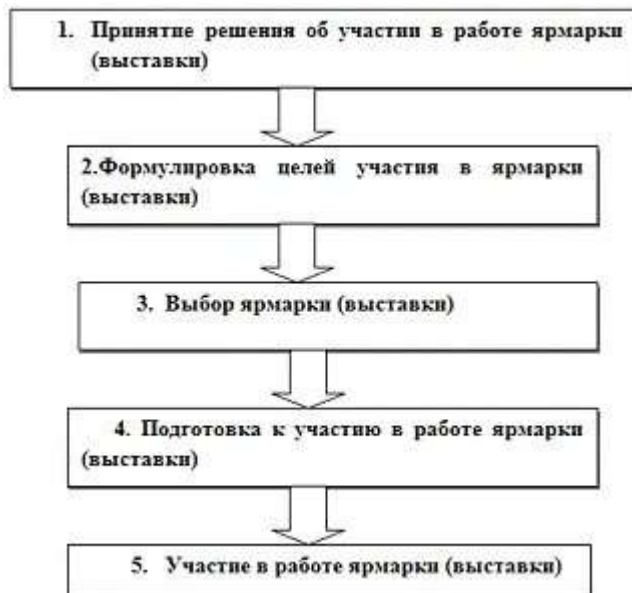 1. Принятие решения об участии в работе ярмарки
(выставки)
2.Формулировка целей участия в ярмарки
(выставки)
3. Выбор ярмарки (выставки)
4. Подготовка к участию в работе ярмарки
(выставки)
5. Участие в работе ярмарки (выставки)